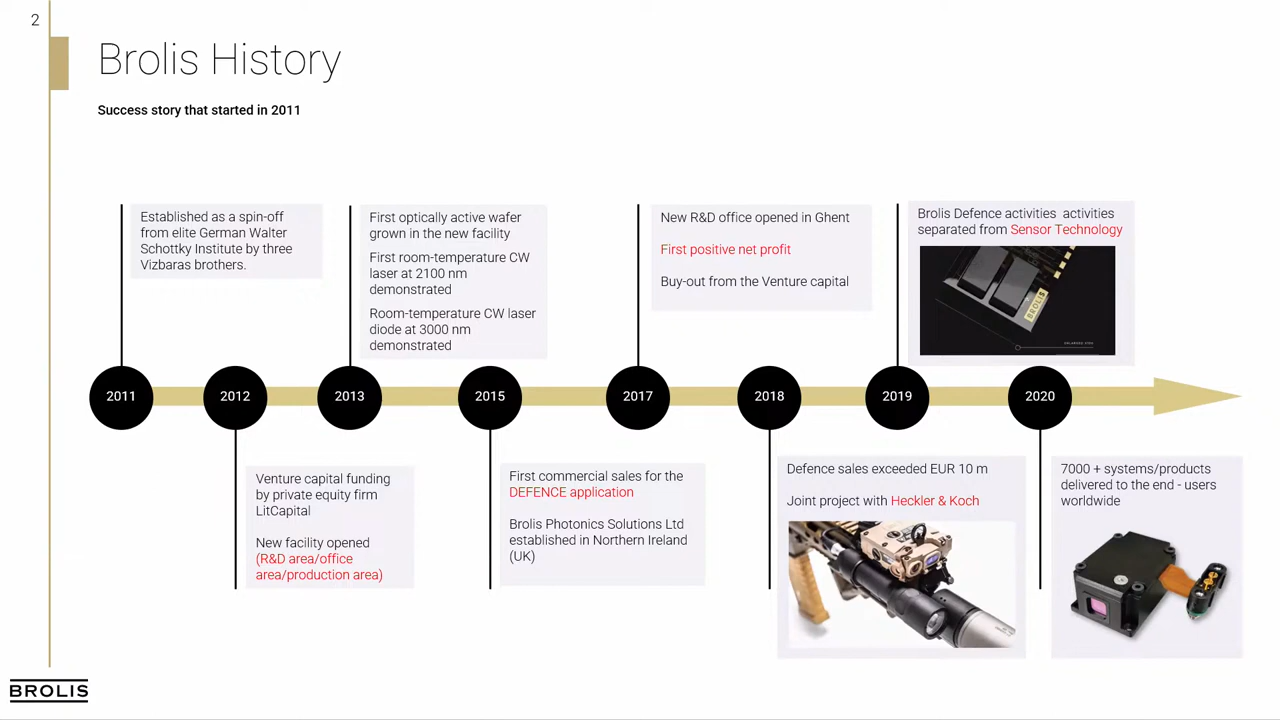 2
Brolis History
Success story that started in 2011
Established as a spin-off
from elite German Walter
Schottky Institute by three
Vizbaras brothers.
First optically active wafer
grown in the new facility
First room-temperature CW
laser at 2100 nm
demonstrated
Room-temperature CW laser
diode at 3000 nm
demonstrated
New R&D office opened in Ghent
First positive net profit
Buy-out from the Venture capital
Brolis Defence activities activities
separated from Sensor Technology
BROLIS
2011
2012
2013
2015
2017
2018
2019
2020
Venture capital funding
by private equity firm
LitCapital
New facility opened
(R&D area/office
area/production area)
First commercial sales for the
DEFENCE application
Brolis Photonics Solutions Ltd
established in Northern Ireland
(UK)
Defence sales exceeded EUR 10 m
Joint project with Heckler & Koch
7000 + systems/products
delivered to the end - users
worldwide
BROLIS